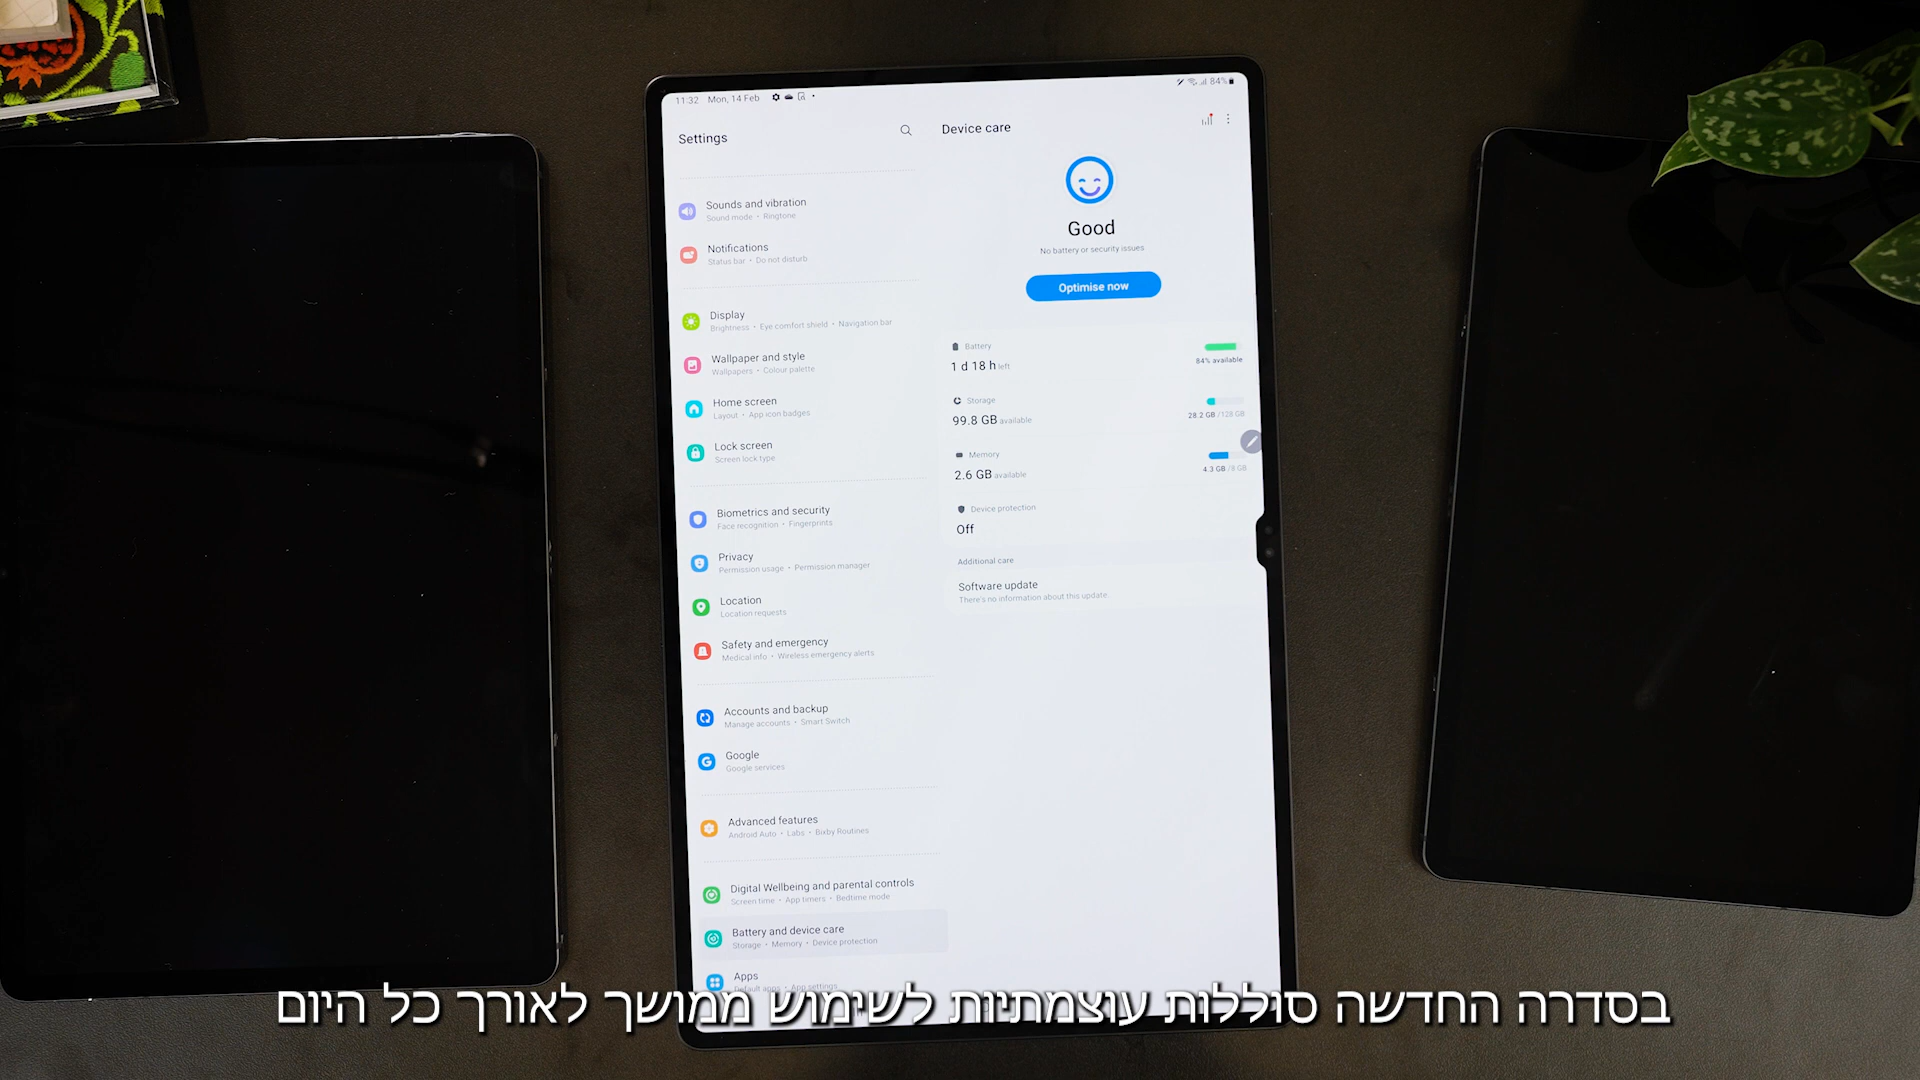 11:32 Mon, 14 Feb
84%
Settings
Sounds and vibration
Sound mode • Ringtone
Notifications
Status bar • Do not disturb
Display
Brightness • Eye comfort shield • Navigation bar
Wallpaper and style
Wallpapers • Colour palette
Home screen
Layout • App icon badges
Lock screen
Screen lock type
Biometrics and security
Face recognition • Fingerprints
Privacy
Permission usage • Permission manager
Location
Location requests
Safety and emergency
Medical info • Wireless emergency alerts
Accounts and backup
Manage accounts • Smart Switch
Google
Google services
Advanced features
Android Auto • Labs • Bixby Routines
Digital Wellbeing and parental controls
Screen time • App timers • Bedtime mode
Battery and device care
Storage • Memory • Device protection
Apps
Default apps • App settings
Device care
Good
No battery or security issues
Optimise now
Battery
1 d 18 h left
84% available
Storage
99.8 GB available
28.2 GB /128 GB
Memory
2.6 GB available
4.3 GB /8 GB
Device protection
Off
Additional care
Software update
There's no information about this update.
בסדרה החדשה סוללות עוצמתיות לשימוש ממושך לאורך כל היום